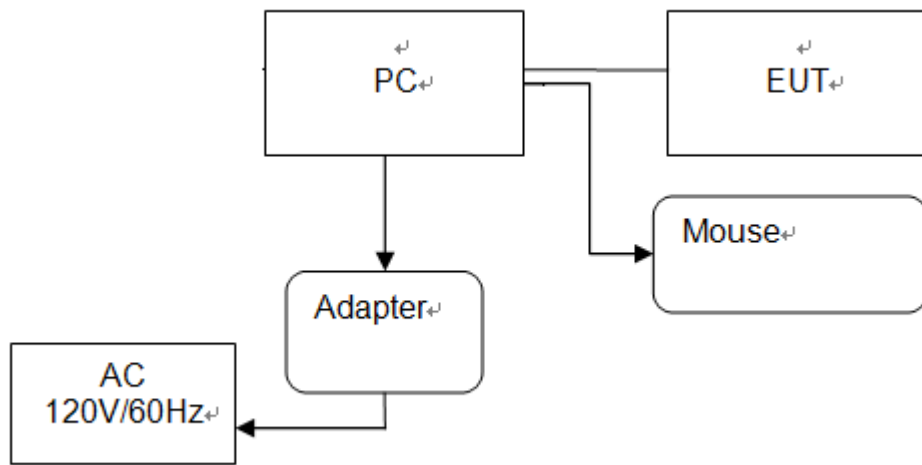 PC
EUT
Mouse
Adapter
AC
120V/60Hz